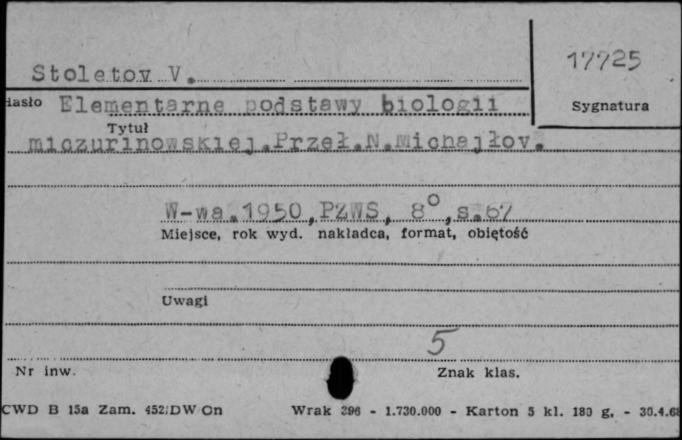 17725
Stoletov V.
Hasło Elementarne podstawy biologii
Sygnatura
Tytuł
miczurinowskiej.Przeł.N.Michajłov.
W-wa.1950,PZWS, 8°,s.67
Miejsce, rok wyd. nakładca, format, objętość
Uwagi
5
Nr inw. Znak klas.
CWD B 15a Zam. 452/DW On Wrak 296 - 1.730.000 - Karton 5 kl. 180 g. - 30.4.68